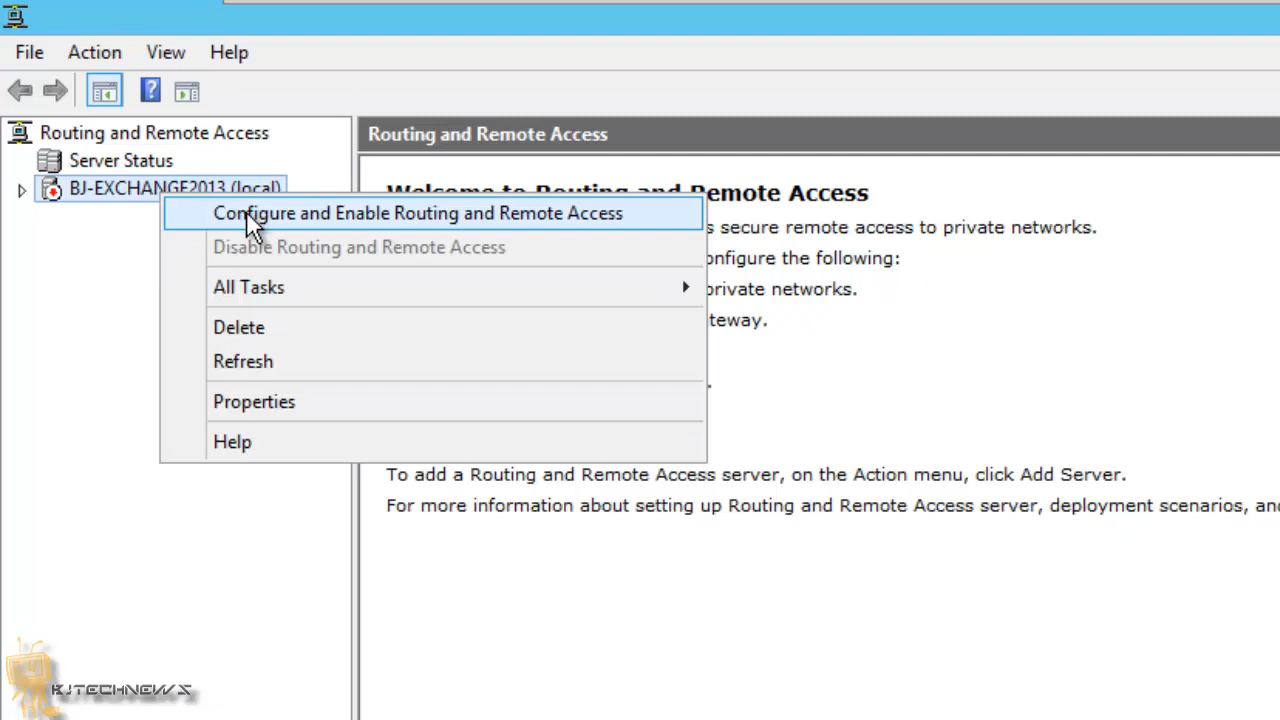 File Action View Help
Routing and Remote Access
Server Status
BJ-EXCHANGE2013 (local)
Configure and Enable Routing and Remote Access
Disable Routing and Remote Access
All Tasks
Delete
Refresh
Properties
Help
Routing and Remote Access
Welcome to Routing and Remote Access
secure remote access to private networks.
configure the following:
private networks.
To add a Routing and Remote Access server, on the Action menu, click Add Server.
For more information about setting up Routing and Remote Access server, deployment scenarios, and
BJTECHNEWS